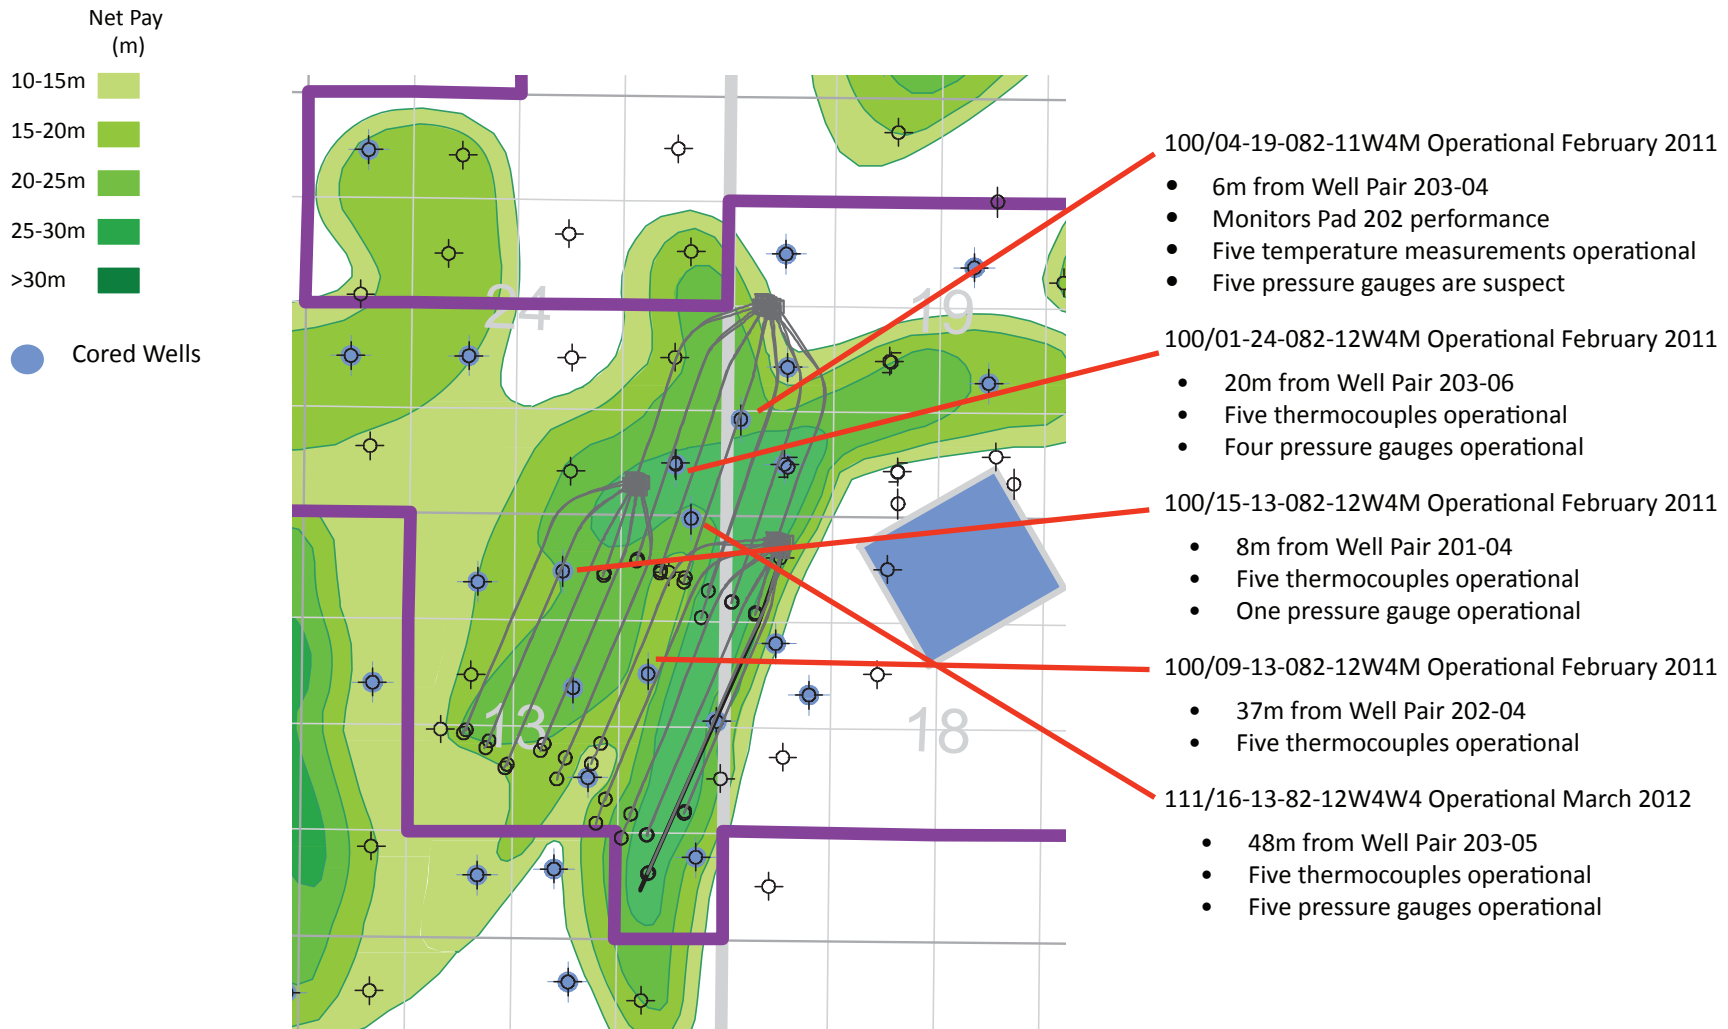 Net Pay
(m)
10-15m
15-20m
20-25m
25-30m
>30m
Cored Wells
24
19
13
18
100/04-19-082-11W4M Operational February 2011
• 6m from Well Pair 203-04
• Monitors Pad 202 performance
• Five temperature measurements operational
• Five pressure gauges are suspect
100/01-24-082-12W4M Operational February 2011
• 20m from Well Pair 203-06
• Five thermocouples operational
• Four pressure gauges operational
100/15-13-082-12W4M Operational February 2011
• 8m from Well Pair 201-04
• Five thermocouples operational
• One pressure gauge operational
100/09-13-082-12W4M Operational February 2011
• 37m from Well Pair 202-04
• Five thermocouples operational
111/16-13-82-12W4W4 Operational March 2012
• 48m from Well Pair 203-05
• Five thermocouples operational
• Five pressure gauges operational